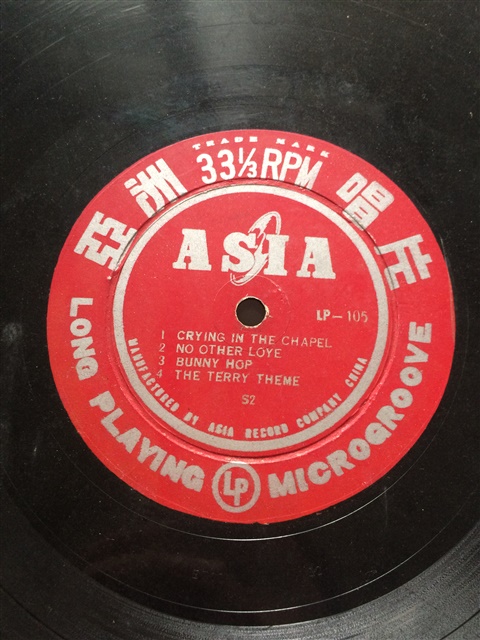 TRADE MARK
33⅓RPM
亞洲唱片
ASIA
LP-105
1 CRYING IN THE CHAPEL
2 NO OTHER LOVE
3 BUNNY HOP
4 THE TERRY THEME
S2
MANUFACTURED BY ASIA RECORD COMPANY CHINA
LONG PLAYING LP MICROGROOVE